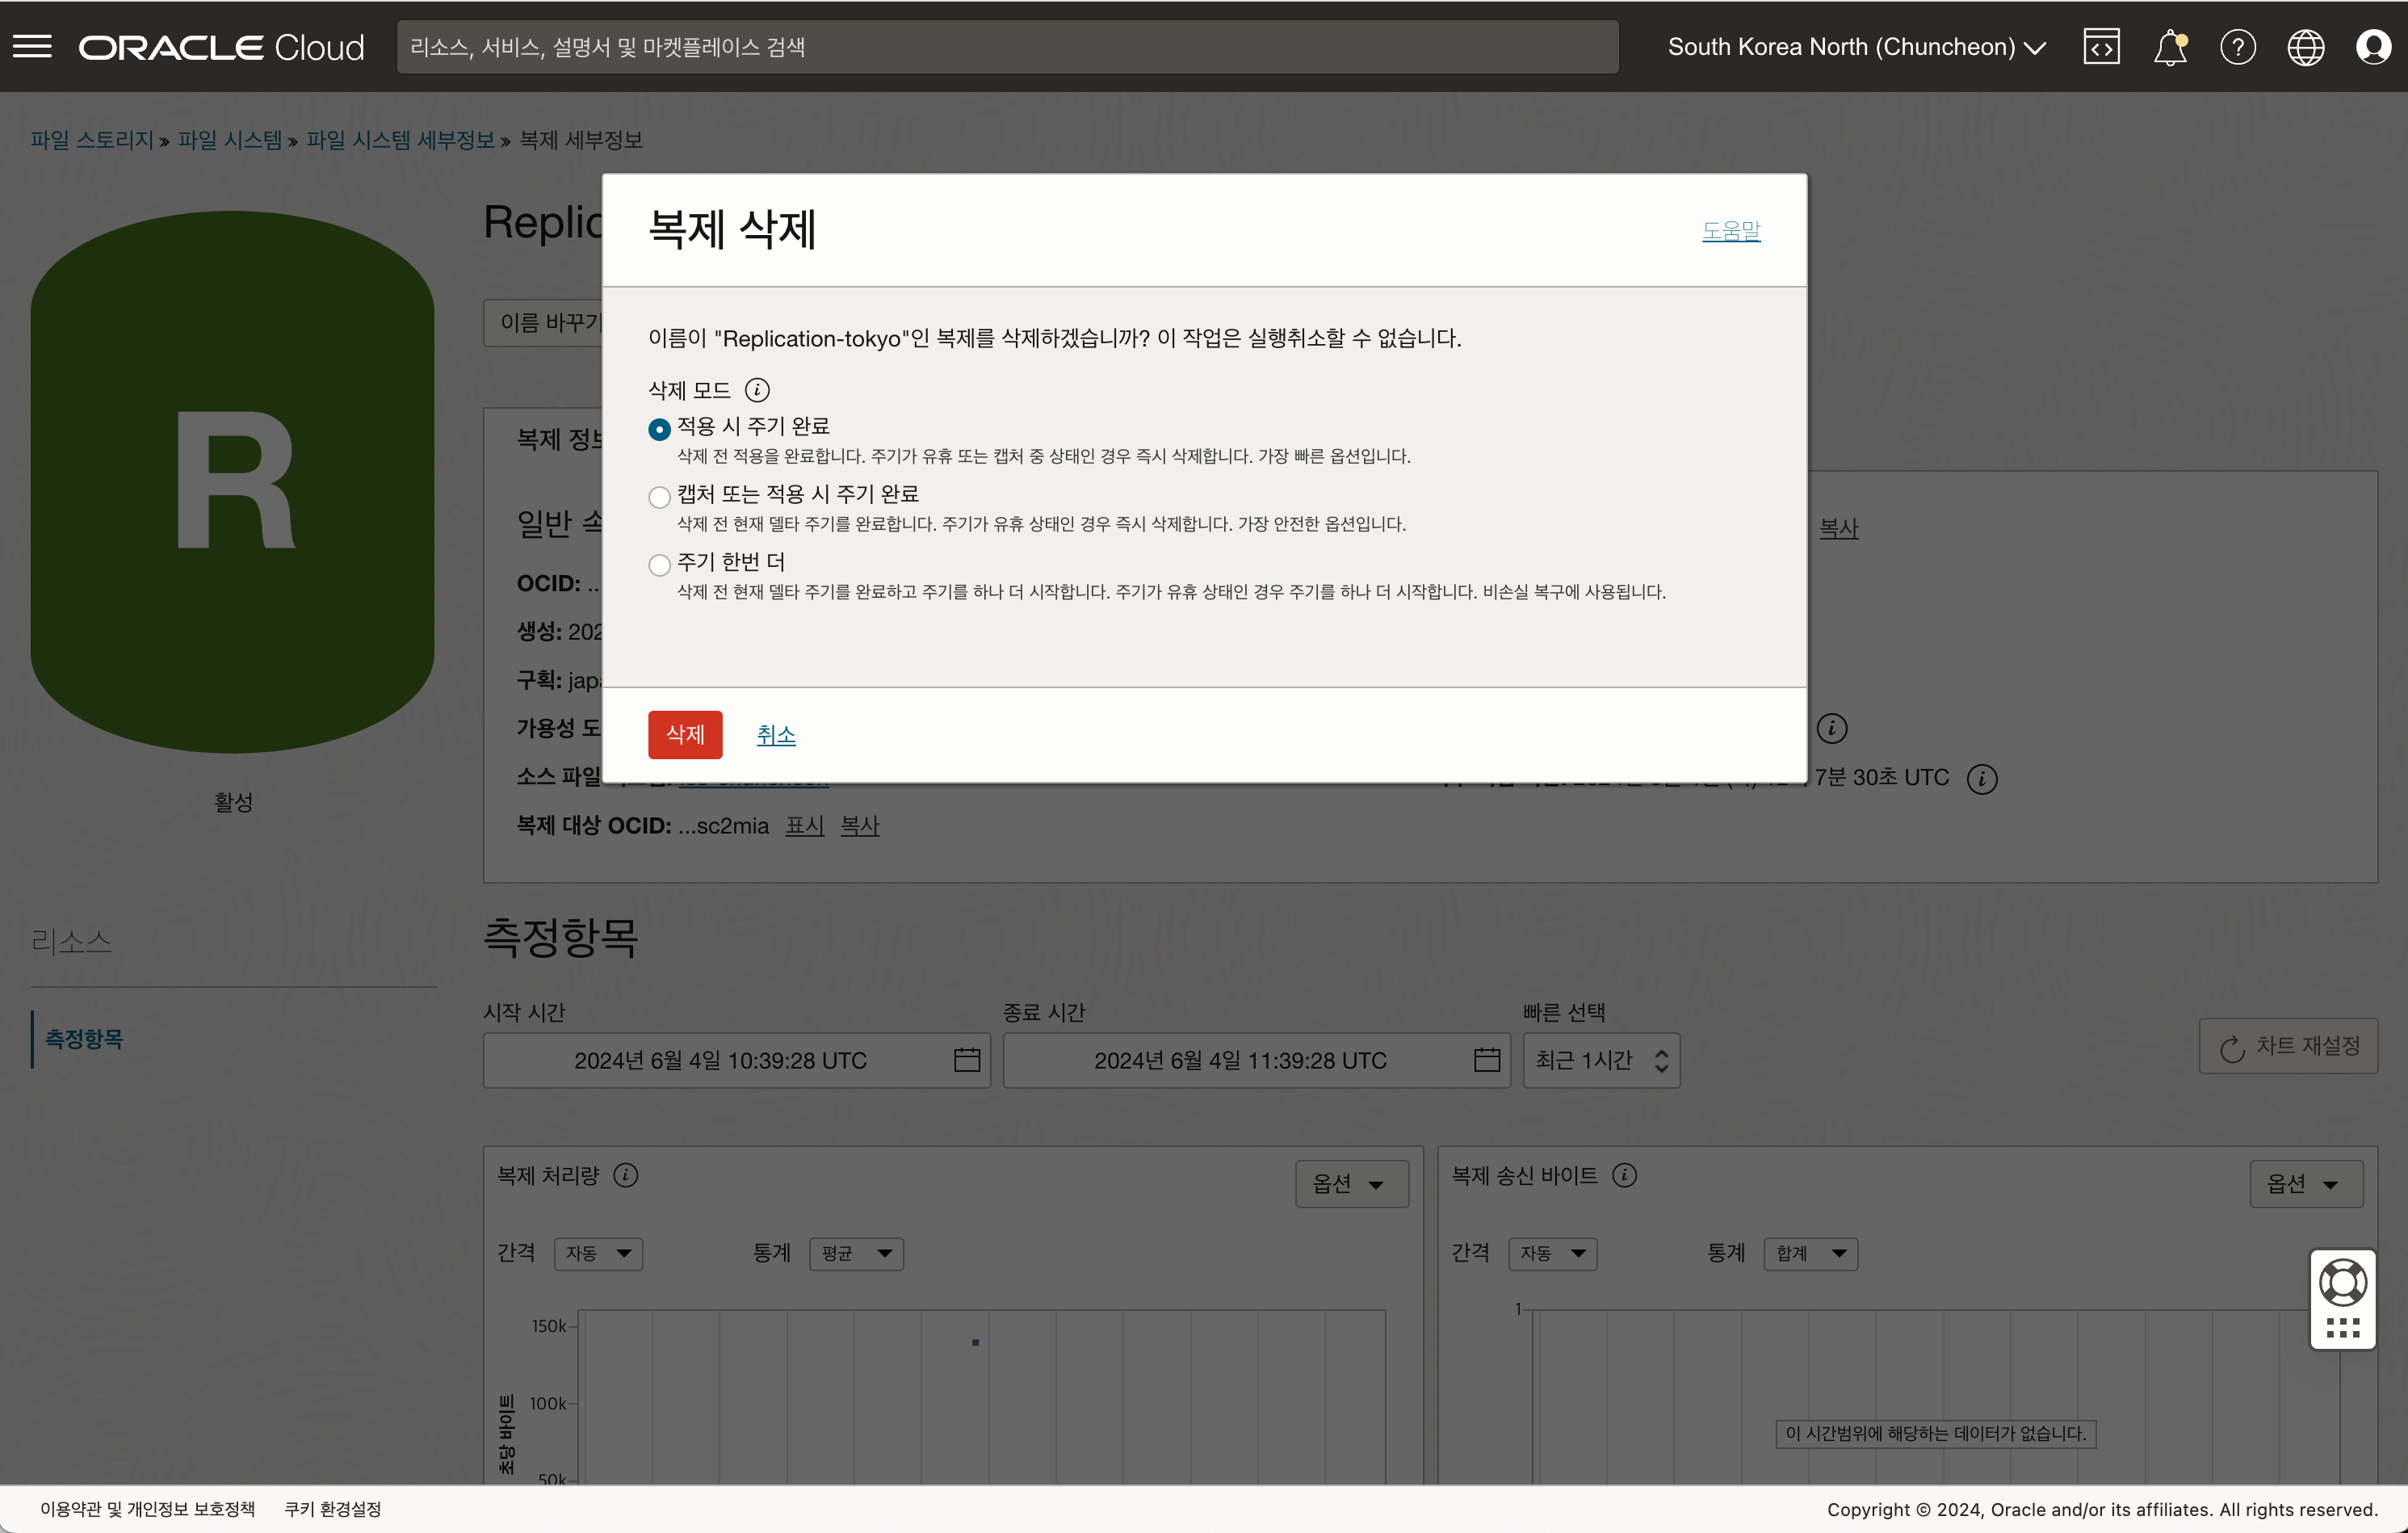 ORACLE Cloud
리소스, 서비스, 설명서 및 마켓플레이스 검색
South Korea North (Chuncheon)
파일 스토리지 » 파일 시스템 » 파일 시스템 세부정보 » 복제 세부정보
복제 삭제
도움말
이름이 "Replication-tokyo"인 복제를 삭제하겠습니까? 이 작업은 실행취소할 수 없습니다.
삭제 모드
적용 시 주기 완료
삭제 전 적용을 완료합니다. 주기가 유휴 또는 캡처 중 상태인 경우 즉시 삭제합니다. 가장 빠른 옵션입니다.
캡처 또는 적용 시 주기 완료
삭제 전 현재 델타 주기를 완료합니다. 주기가 유휴 상태인 경우 즉시 삭제합니다. 가장 안전한 옵션입니다.
주기 한번 더
삭제 전 현재 델타 주기를 완료하고 주기를 하나 더 시작합니다. 주기가 유휴 상태인 경우 주기를 하나 더 시작합니다. 비손실 복구에 사용됩니다.
삭제 취소
R
활성
Replic
이름 바꾸기
복제 정보
일반
OCID: ..
복사
생성: 202
구획: japa
가용성 도
소스 파일
7분 30초 UTC
복제 대상 OCID: ...sc2mia 표시 복사
리소스
측정항목
측정항목
시작 시간
2024년 6월 4일 10:39:28 UTC
종료 시간
2024년 6월 4일 11:39:28 UTC
빠른 선택
최근 1시간
차트 재설정
복제 처리량
옵션
간격 자동 통계 평균
150k
100k
50k
초당 바이트
복제 송신 바이트
옵션
간격 자동 통계 합계
1
이 시간범위에 해당하는 데이터가 없습니다.
이용약관 및 개인정보 보호정책 쿠키 환경설정
Copyright © 2024, Oracle and/or its affiliates. All rights reserved.